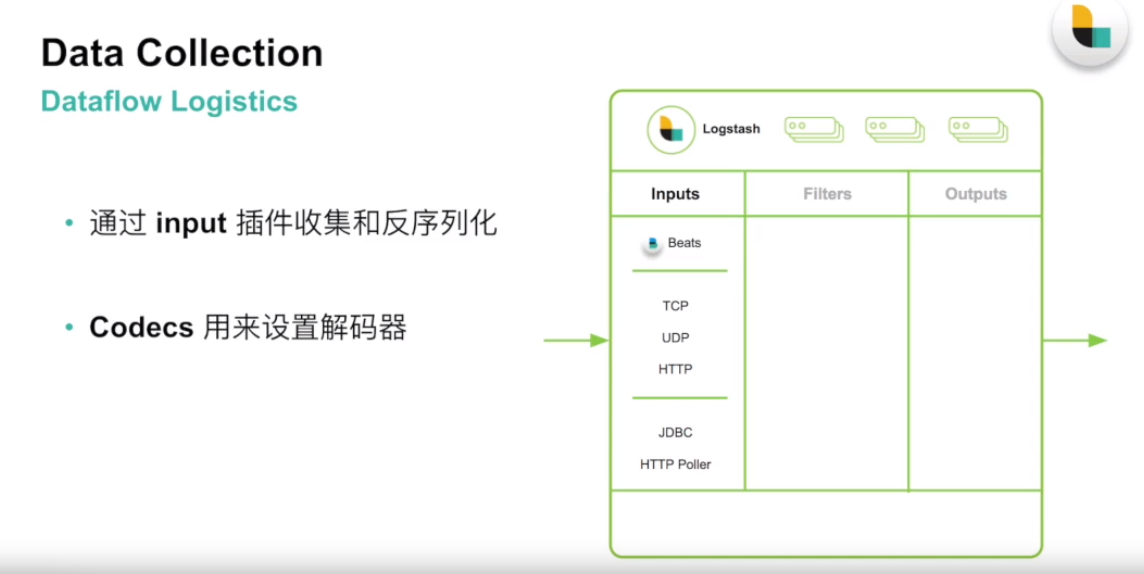 Data Collection
Dataflow Logistics
• 通过 input 插件收集和反序列化
• Codecs 用来设置解码器
Logstash
Inputs Filters Outputs
Beats
TCP
UDP
HTTP
JDBC
HTTP Poller